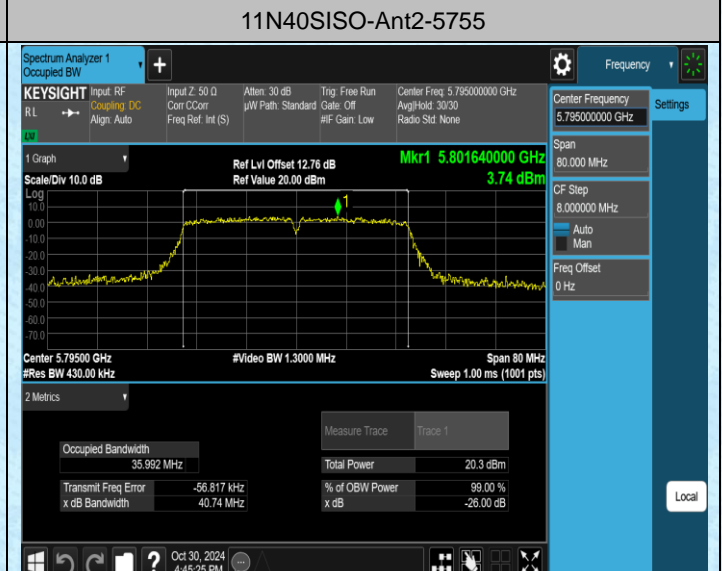 11N40SISO-Ant2-5755
Spectrum Analyzer 1
Occupied BW
+
Frequency
KEYSIGHT
RL
LXI
Input: RF
Coupling: DC
Align: Auto
Input Z: 50 Ω
Corr CCorr
Freq Ref: Int (S)
Atten: 30 dB
µW Path: Standard
Trig: Free Run
Gate: Off
#IF Gain: Low
Center Freq: 5.795000000 GHz
Avg|Hold: 30/30
Radio Std: None
Center Frequency
5.795000000 GHz
Settings
Span
80.000 MHz
CF Step
8.000000 MHz
Auto
Man
Freq Offset
0 Hz
1 Graph
Scale/Div 10.0 dB
Ref Lvl Offset 12.76 dB
Ref Value 20.00 dBm
Mkr1 5.801640000 GHz
3.74 dBm
Log
10.0
0.00
-10.0
-20.0
-30.0
-40.0
-50.0
-60.0
-70.0
1
Center 5.79500 GHz
#Res BW 430.00 kHz
#Video BW 1.3000 MHz
Span 80 MHz
Sweep 1.00 ms (1001 pts)
2 Metrics
Measure Trace Trace 1
Occupied Bandwidth
35.992 MHz
Total Power 20.3 dBm
Transmit Freq Error -56.817 kHz
% of OBW Power 99.00 %
x dB Bandwidth 40.74 MHz
x dB -26.00 dB
Local
?
Oct 30, 2024
4:45:25 PM